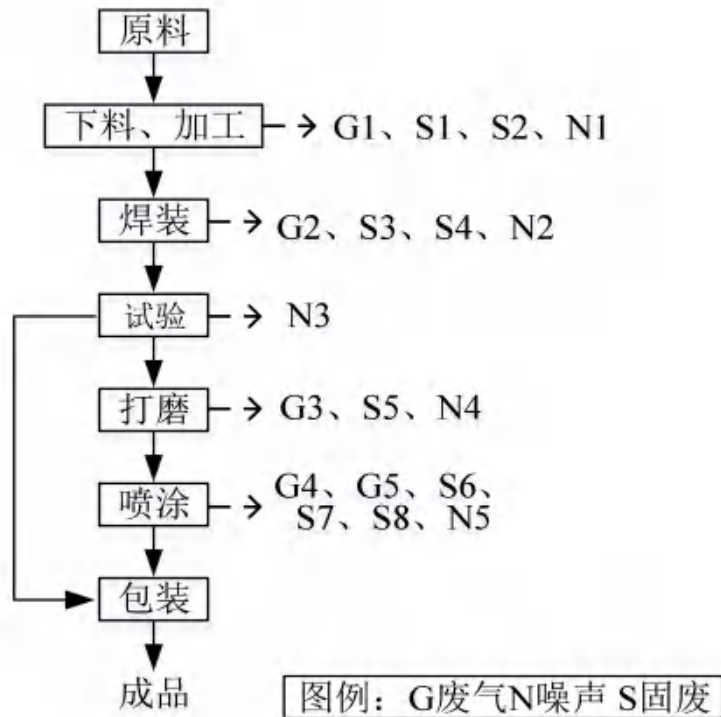 原料
下料、加工
G1、S1、S2、N1
焊装
G2、S3、S4、N2
试验
N3
打磨
G3、S5、N4
喷涂
G4、G5、S6、
S7、S8、N5
包装
成品
图例：G废气N噪声 S固废